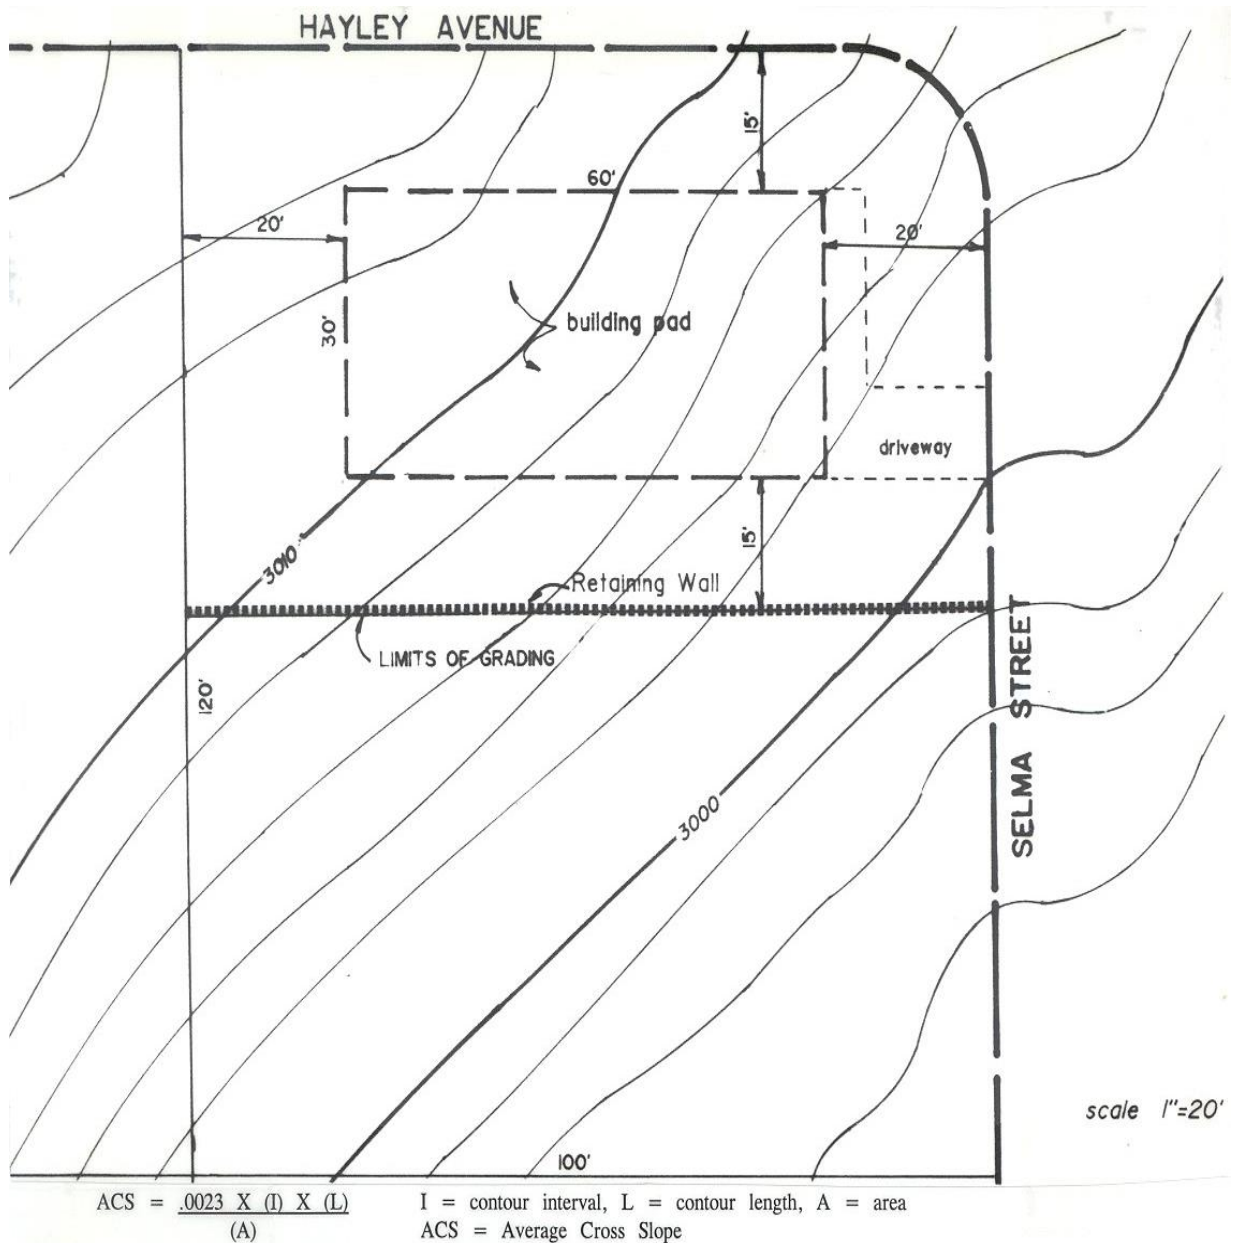 HAYLEY AVENUE
15'
60'
20'
20'
30'
building pad
driveway
15'
3010
Retaining Wall
LIMITS OF GRADING
120'
SELMA STREET
3000
scale 1"=20'
100'
ACS = .0023 X (I) X (L) I = contour interval, L = contour length, A = area
(A) ACS = Average Cross Slope